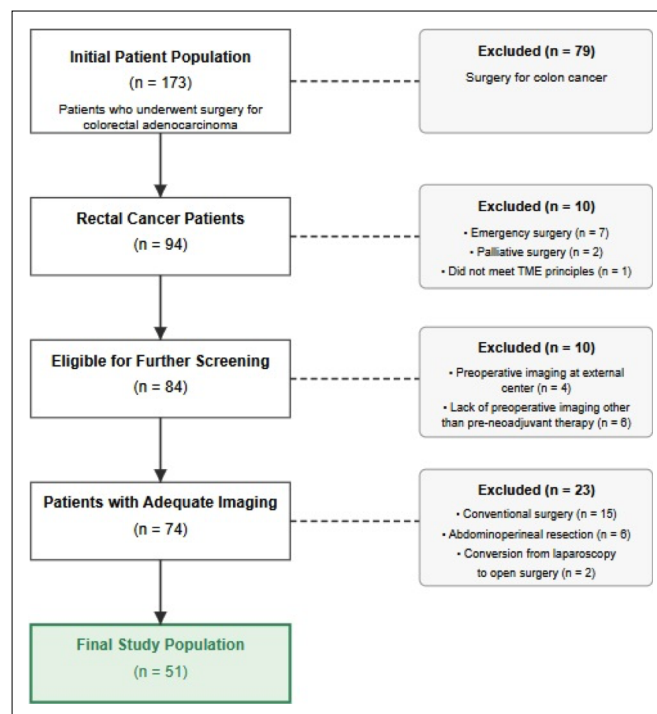 Initial Patient Population
(n = 173)
Patients who underwent surgery for
colorectal adenocarcinoma
Excluded (n = 79)
Surgery for colon cancer
Rectal Cancer Patients
(n = 94)
Excluded (n = 10)
• Emergency surgery (n = 7)
• Palliative surgery (n = 2)
• Did not meet TME principles (n = 1)
Eligible for Further Screening
(n = 84)
Excluded (n = 10)
• Preoperative imaging at external
center (n = 4)
• Lack of preoperative imaging other
than pre-neoadjuvant therapy (n = 6)
Patients with Adequate Imaging
(n = 74)
Excluded (n = 23)
• Conventional surgery (n = 15)
• Abdominoperineal resection (n = 6)
• Conversion from laparoscopy
to open surgery (n = 2)
Final Study Population
(n = 51)